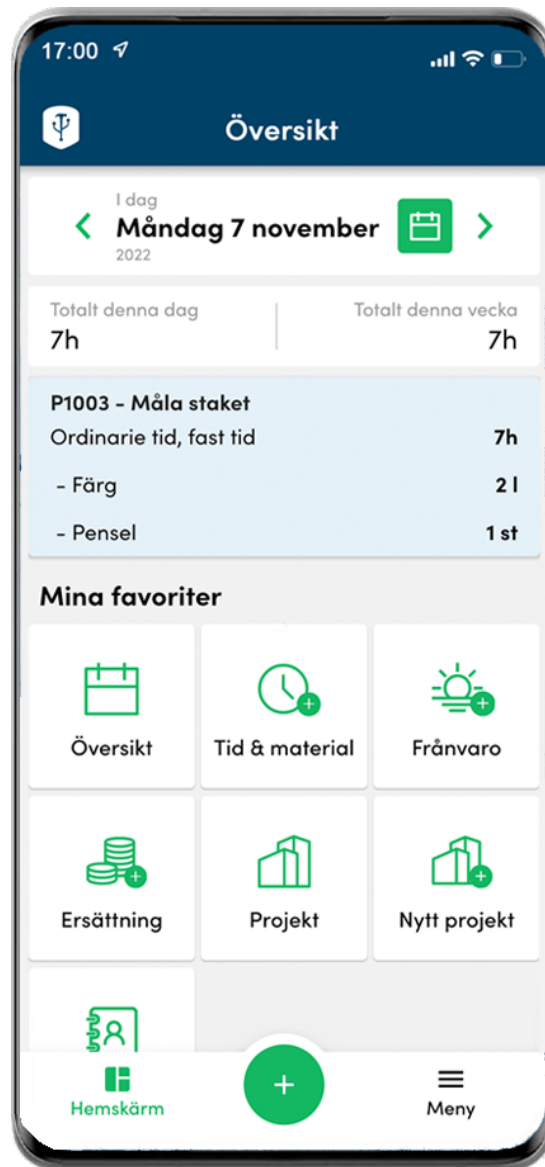 17:00
Översikt
I dag
Måndag 7 november
2022
Totalt denna dag
Totalt denna vecka
7h
7h
P1003 - Måla staket
Ordinarie tid, fast tid
7h
- Färg
2 l
- Pensel
1 st
Mina favoriter
Översikt
Tid & material
Frånvaro
Ersättning
Projekt
Nytt projekt
Hemskärm
Meny